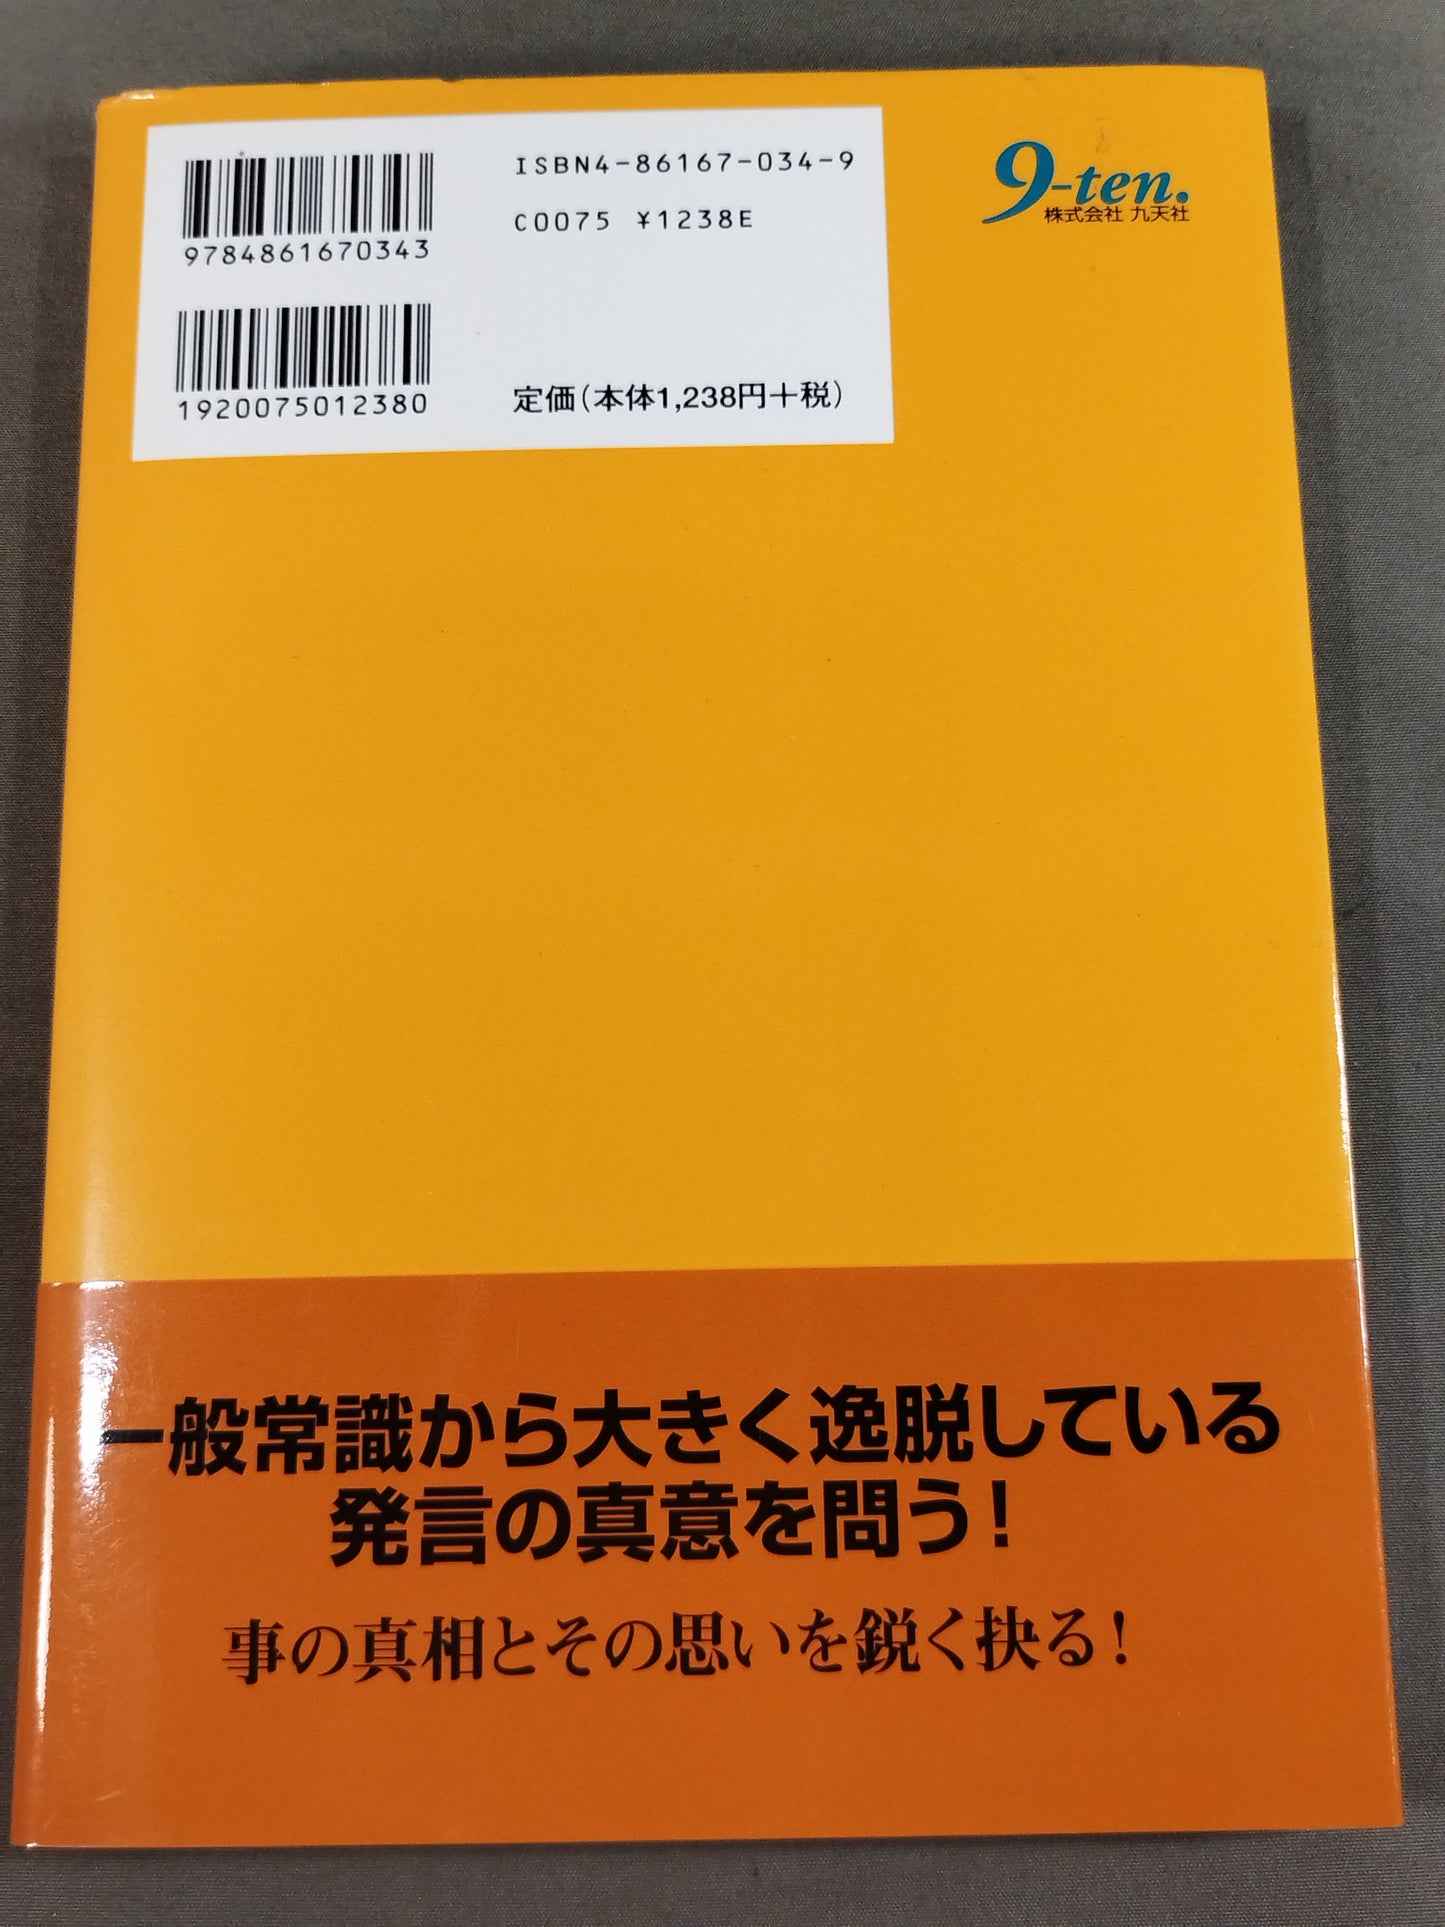 ISBN4-86167-034-9
C0075 ¥1238E
9784861670343
1920075012380
定価(本体1,238円+税)
9-ten.
株式会社 九天社
一般常識から大きく逸脱している
発言の真意を問う!
事の真相とその思いを鋭く抉る!